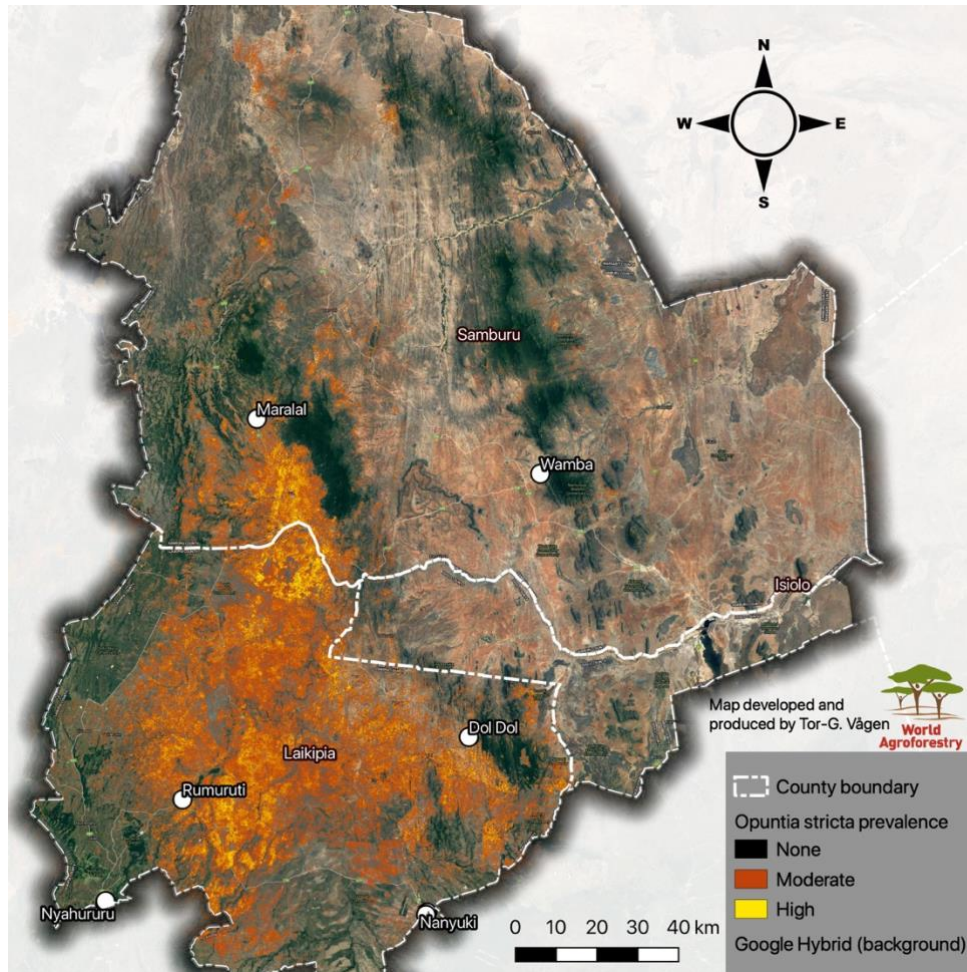 N
W
E
S
Samburu
Maralal
Wamba
Isiolo
Map developed and
produced by Tor-G. Vågen
World
Agroforestry
Dol Dol
Laikipia
Rumuruti
Nyahururu
Nanyuki
County boundary
Opuntia stricta prevalence
None
Moderate
High
Google Hybrid (background)
0 10 20 30 40 km